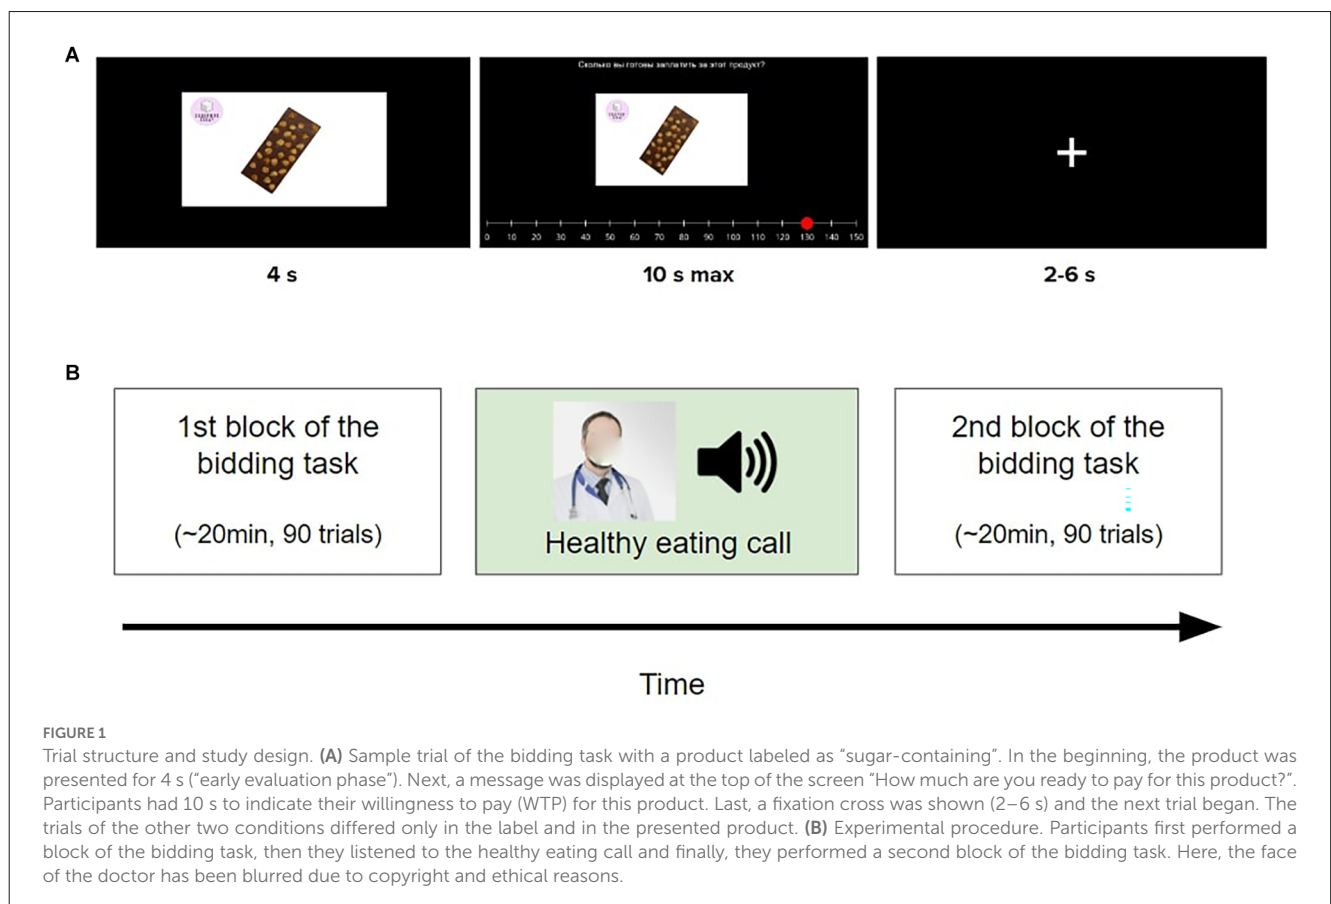 A
Сколько вы готовы заплатить за этот продукт?
0 10 20 30 40 50 60 70 80 90 100 110 120 130 140 150
4 s
10 s max
2-6 s
B
1st block of the
bidding task
(~20min, 90 trials)
Healthy eating call
2nd block of the
bidding task
(~20min, 90 trials)
Time
FIGURE 1
Trial structure and study design. (A) Sample trial of the bidding task with a product labeled as “sugar-containing”. In the beginning, the product was
presented for 4 s (“early evaluation phase”). Next, a message was displayed at the top of the screen “How much are you ready to pay for this product?”.
Participants had 10 s to indicate their willingness to pay (WTP) for this product. Last, a fixation cross was shown (2–6 s) and the next trial began. The
trials of the other two conditions differed only in the label and in the presented product. (B) Experimental procedure. Participants first performed a
block of the bidding task, then they listened to the healthy eating call and finally, they performed a second block of the bidding task. Here, the face
of the doctor has been blurred due to copyright and ethical reasons.